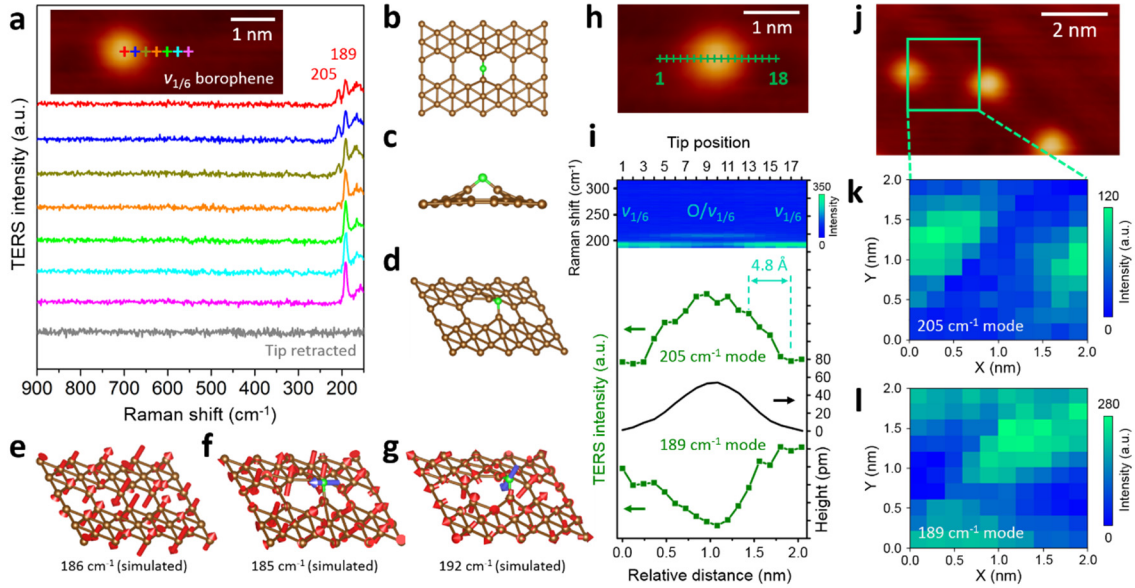 a
1 nm
189
205
v1/6 borophene
TERS intensity (a.u.)
Tip retracted
900 800 700 600 500 400 300 200
Raman shift (cm-1)
b
c
d
e
186 cm-1 (simulated)
f
185 cm-1 (simulated)
g
192 cm-1 (simulated)
h
1 nm
1 18
i
Tip position
1 3 5 7 9 11 13 15 17
Raman shift (cm-1)
300
250
200
v1/6 O/v1/6 v1/6
350
0
Intensity
4.8 Å
205 cm-1 mode
TERS intensity (a.u.)
80
60
40
20
0
Height (pm)
189 cm-1 mode
0.0 0.5 1.0 1.5 2.0
Relative distance (nm)
j
2 nm
k
2.0
1.5
1.0
0.5
0.0
Y (nm)
205 cm-1 mode
0.0 0.5 1.0 1.5 2.0
X (nm)
120
0
Intensity (a.u.)
l
2.0
1.5
1.0
0.5
0.0
Y (nm)
189 cm-1 mode
0.0 0.5 1.0 1.5 2.0
X (nm)
280
0
Intensity (a.u.)